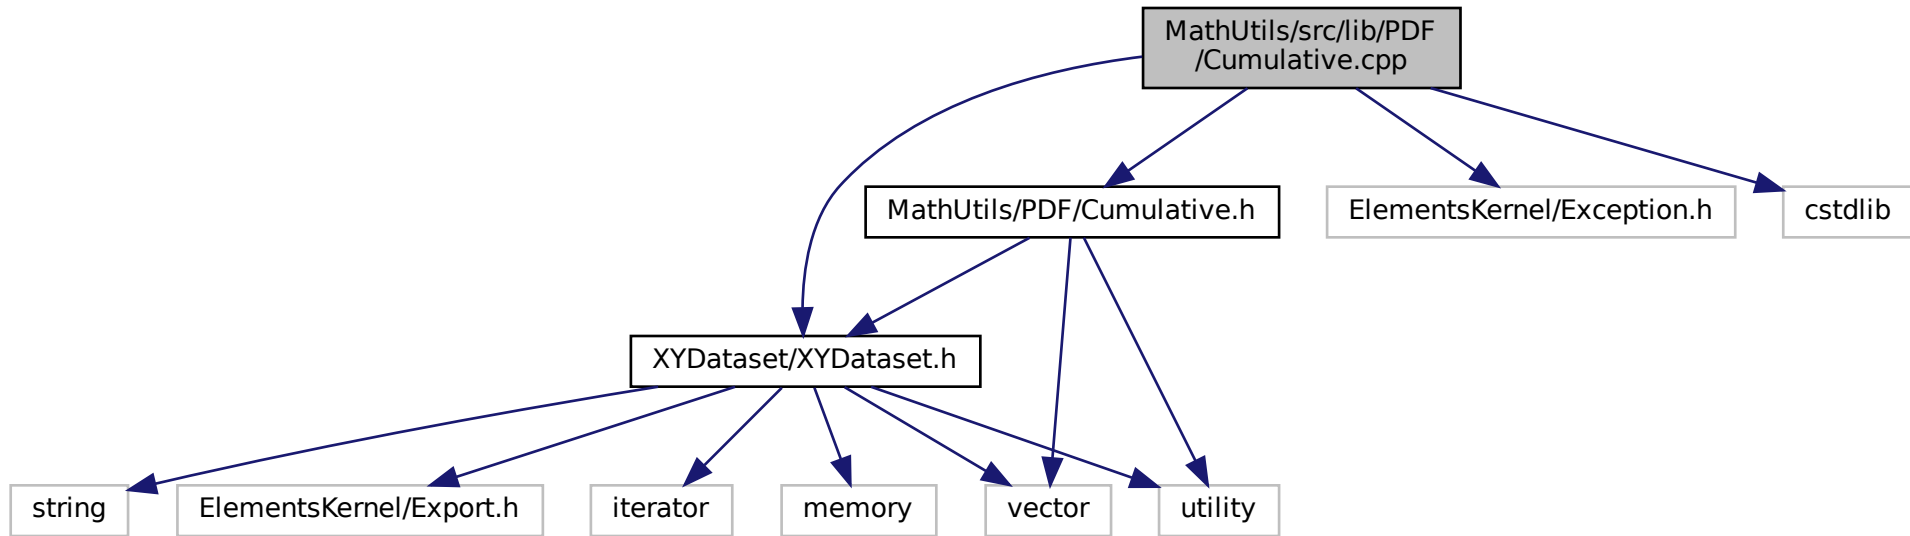 MathUtils/src/lib/PDF
/Cumulative.cpp
MathUtils/PDF/Cumulative.h
ElementsKernel/Exception.h
cstdlib
XYDataset/XYDataset.h
string
ElementsKernel/Export.h
iterator
memory
vector
utility